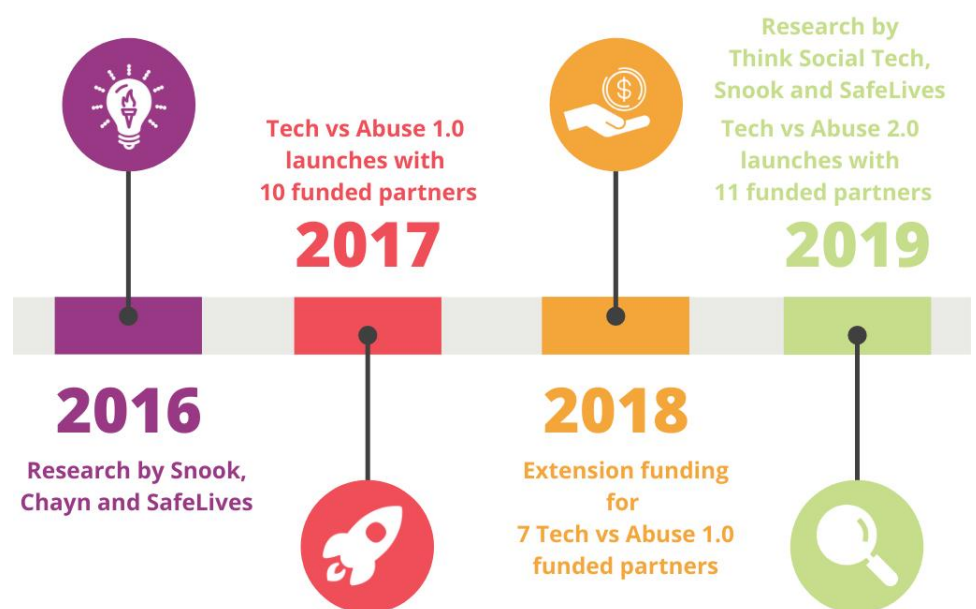 2016
Research by Snook,
Chayn and SafeLives
Tech vs Abuse 1.0
launches with
10 funded partners
2017
2018
Extension funding
for
7 Tech vs Abuse 1.0
funded partners
Research by
Think Social Tech,
Snook and SafeLives
Tech vs Abuse 2.0
launches with
11 funded partners
2019
$